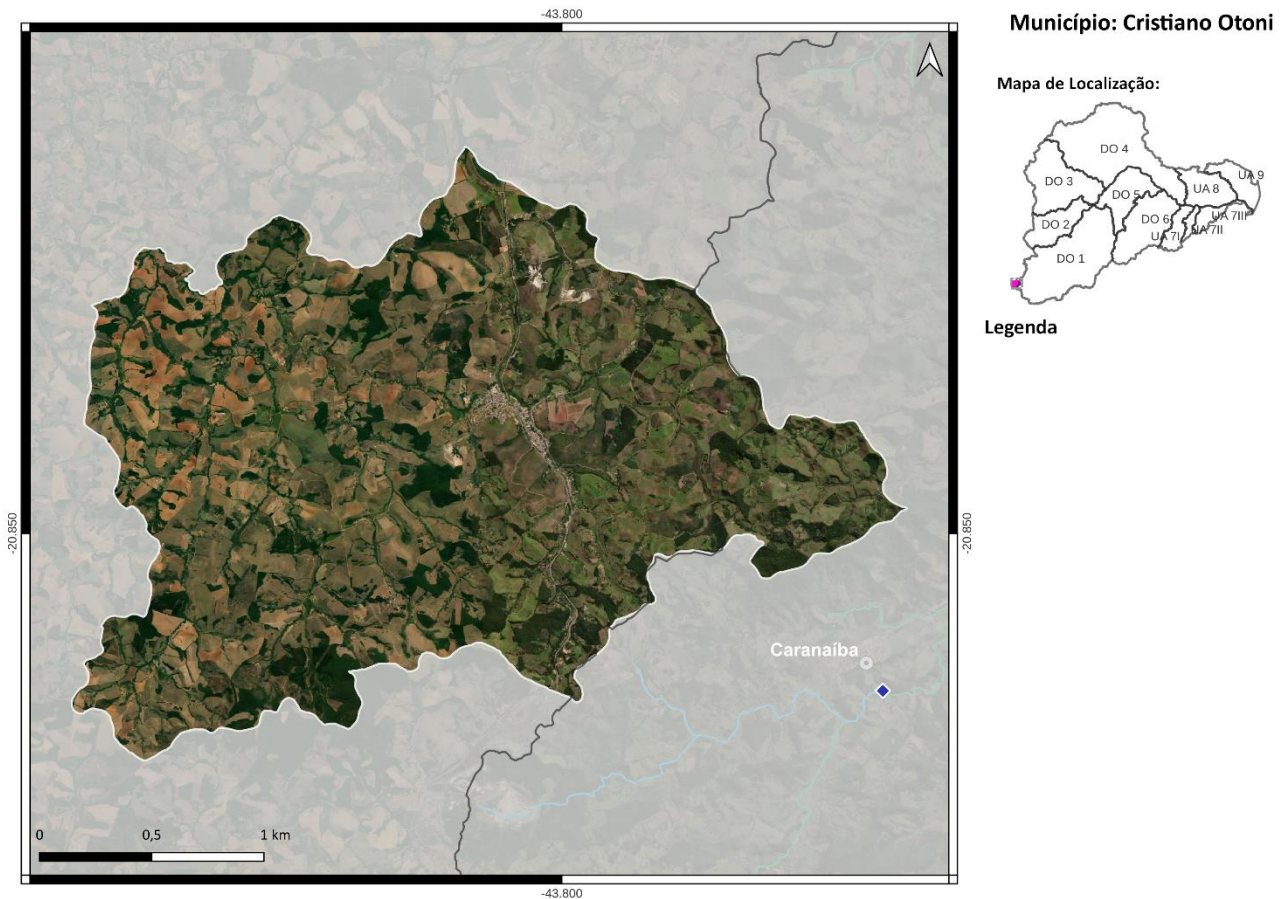 Município: Cristiano Otoni
-43.800
Mapa de Localização:
DO 4
DO 3
DO 5
UA 8
UA 9
DO 2
DO 6
UA 7III
UA 7II
UA 7I
DO 1
Legenda
-20.850
-20.850
Caranaíba
0
0,5
1 km
-43.800